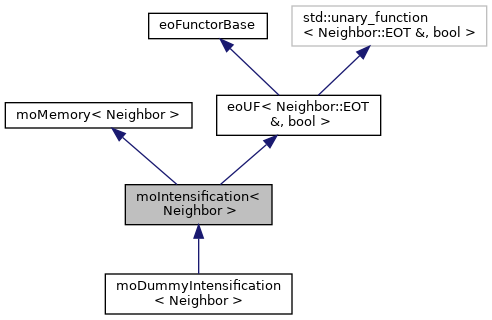 eoFunctorBase
std::unary_function
< Neighbor::EOT &, bool >
moMemory< Neighbor >
eoUF< Neighbor::EOT
&, bool >
moIntensification<
Neighbor >
moDummyIntensification
< Neighbor >